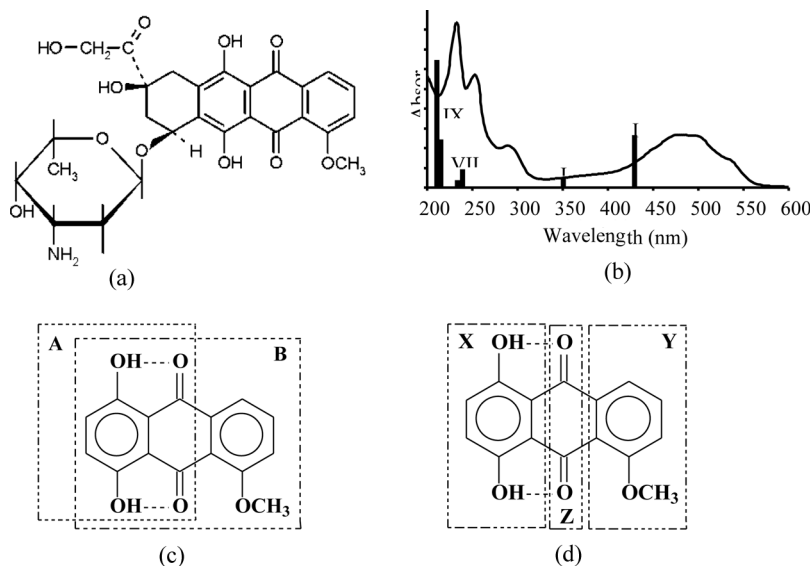 O
HO—CH₂ C
OH O
HO
O
O H OH O OCH₃
CH₃
OH
NH₂
(a)
IX
VII
I
I
200 250 300 350 400 450 500 550 600
Wavelength (nm)
(b)
A
B
OH O
OH O OCH₃
(c)
X
Y
OH O
OH O OCH₃
Z
(d)